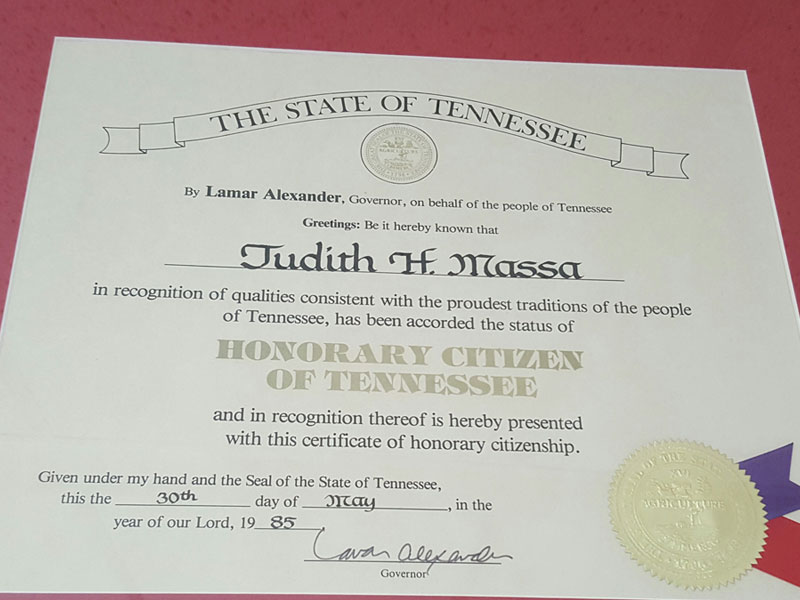 THE STATE OF TENNESSEE
By Lamar Alexander, Governor, on behalf of the people of Tennessee
Greetings: Be it hereby known that
Judith H. Massa
in recognition of qualities consistent with the proudest traditions of the people
of Tennessee, has been accorded the status of
HONORARY CITIZEN
OF TENNESSEE
and in recognition thereof is hereby presented
with this certificate of honorary citizenship.
Given under my hand and the Seal of the State of Tennessee,
this the 30th day of May, in the
year of our Lord, 19 85,
Lamar Alexander
Governor
AGRICULTURE